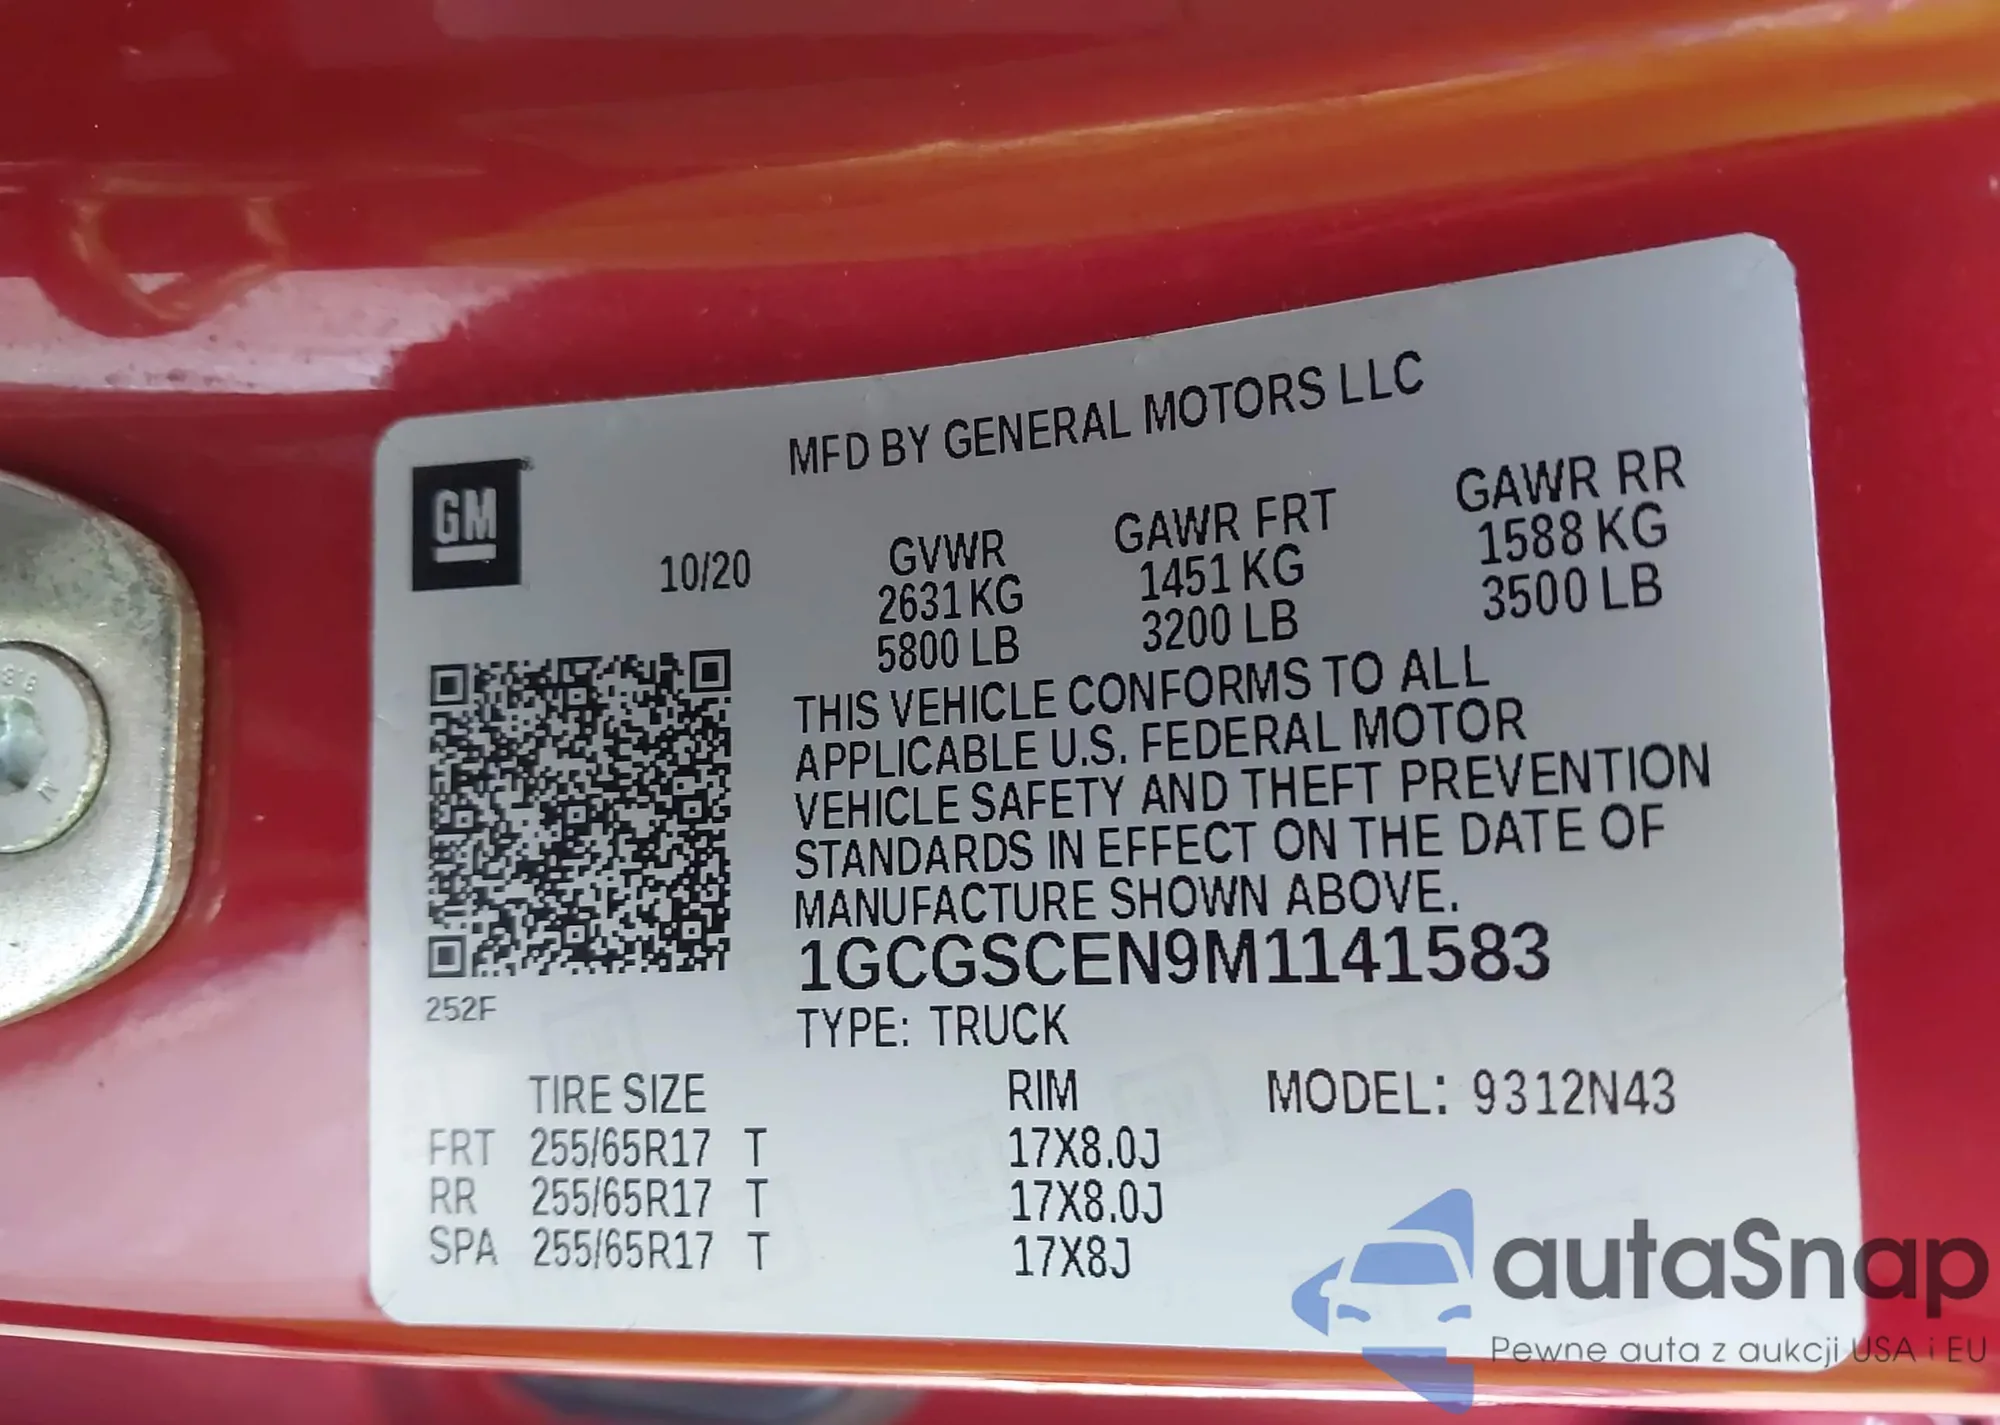 MFD BY GENERAL MOTORS LLC
GM
10/20
GVWR GAWR FRT GAWR RR
2631 KG 1451 KG 1588 KG
5800 LB 3200 LB 3500 LB
THIS VEHICLE CONFORMS TO ALL
APPLICABLE U.S. FEDERAL MOTOR
VEHICLE SAFETY AND THEFT PREVENTION
STANDARDS IN EFFECT ON THE DATE OF
MANUFACTURE SHOWN ABOVE.
1GCGSCEN9M1141583
252F
TYPE: TRUCK
TIRE SIZE RIM MODEL: 9312N43
FRT 255/65R17 T 17X8.0J
RR 255/65R17 T 17X8.0J
SPA 255/65R17 T 17X8J
autaSnap
Pewne auta z aukcji USA i EU